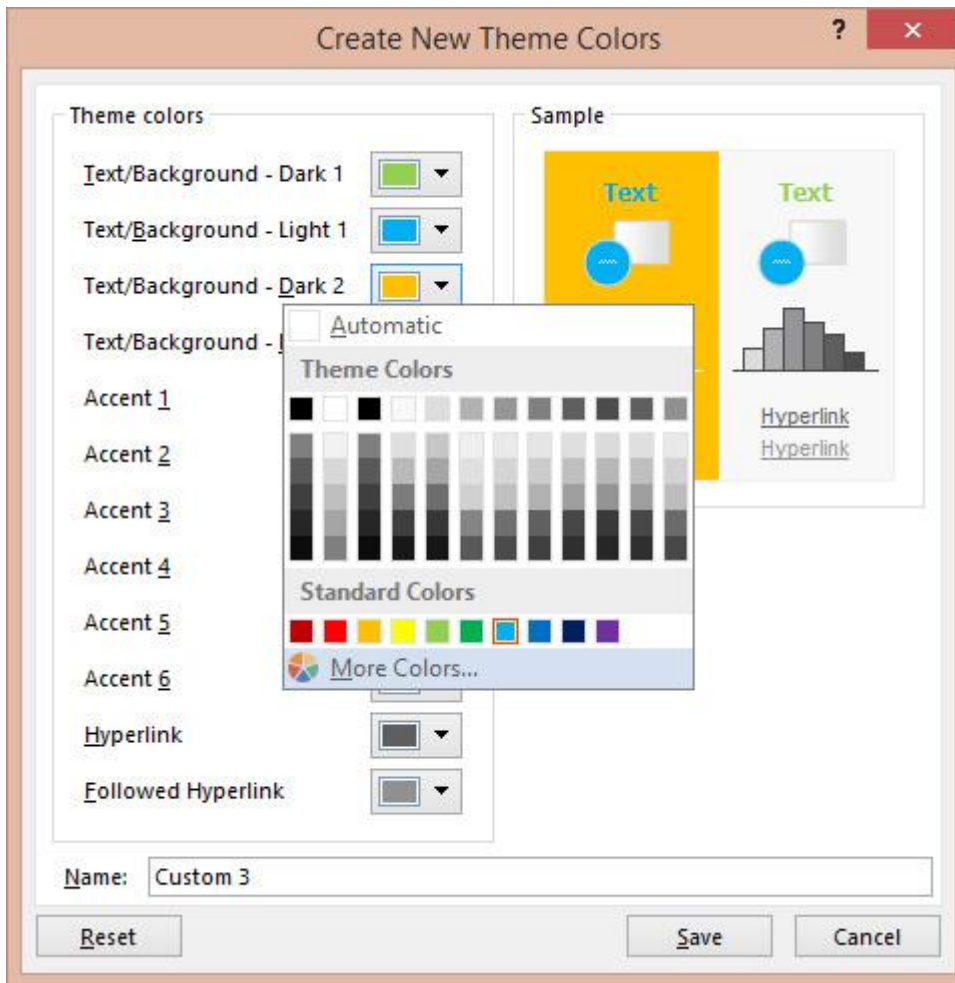 Create New Theme Colors
?
Theme colors
Text/Background - Dark 1
Text/Background - Light 1
Text/Background - Dark 2
Text/Background -
Accent 1
Accent 2
Accent 3
Accent 4
Accent 5
Accent 6
Hyperlink
Followed Hyperlink
Automatic
Theme Colors
Standard Colors
More Colors...
Sample
Text
Text
Hyperlink
Hyperlink
Name: Custom 3
Reset
Save
Cancel